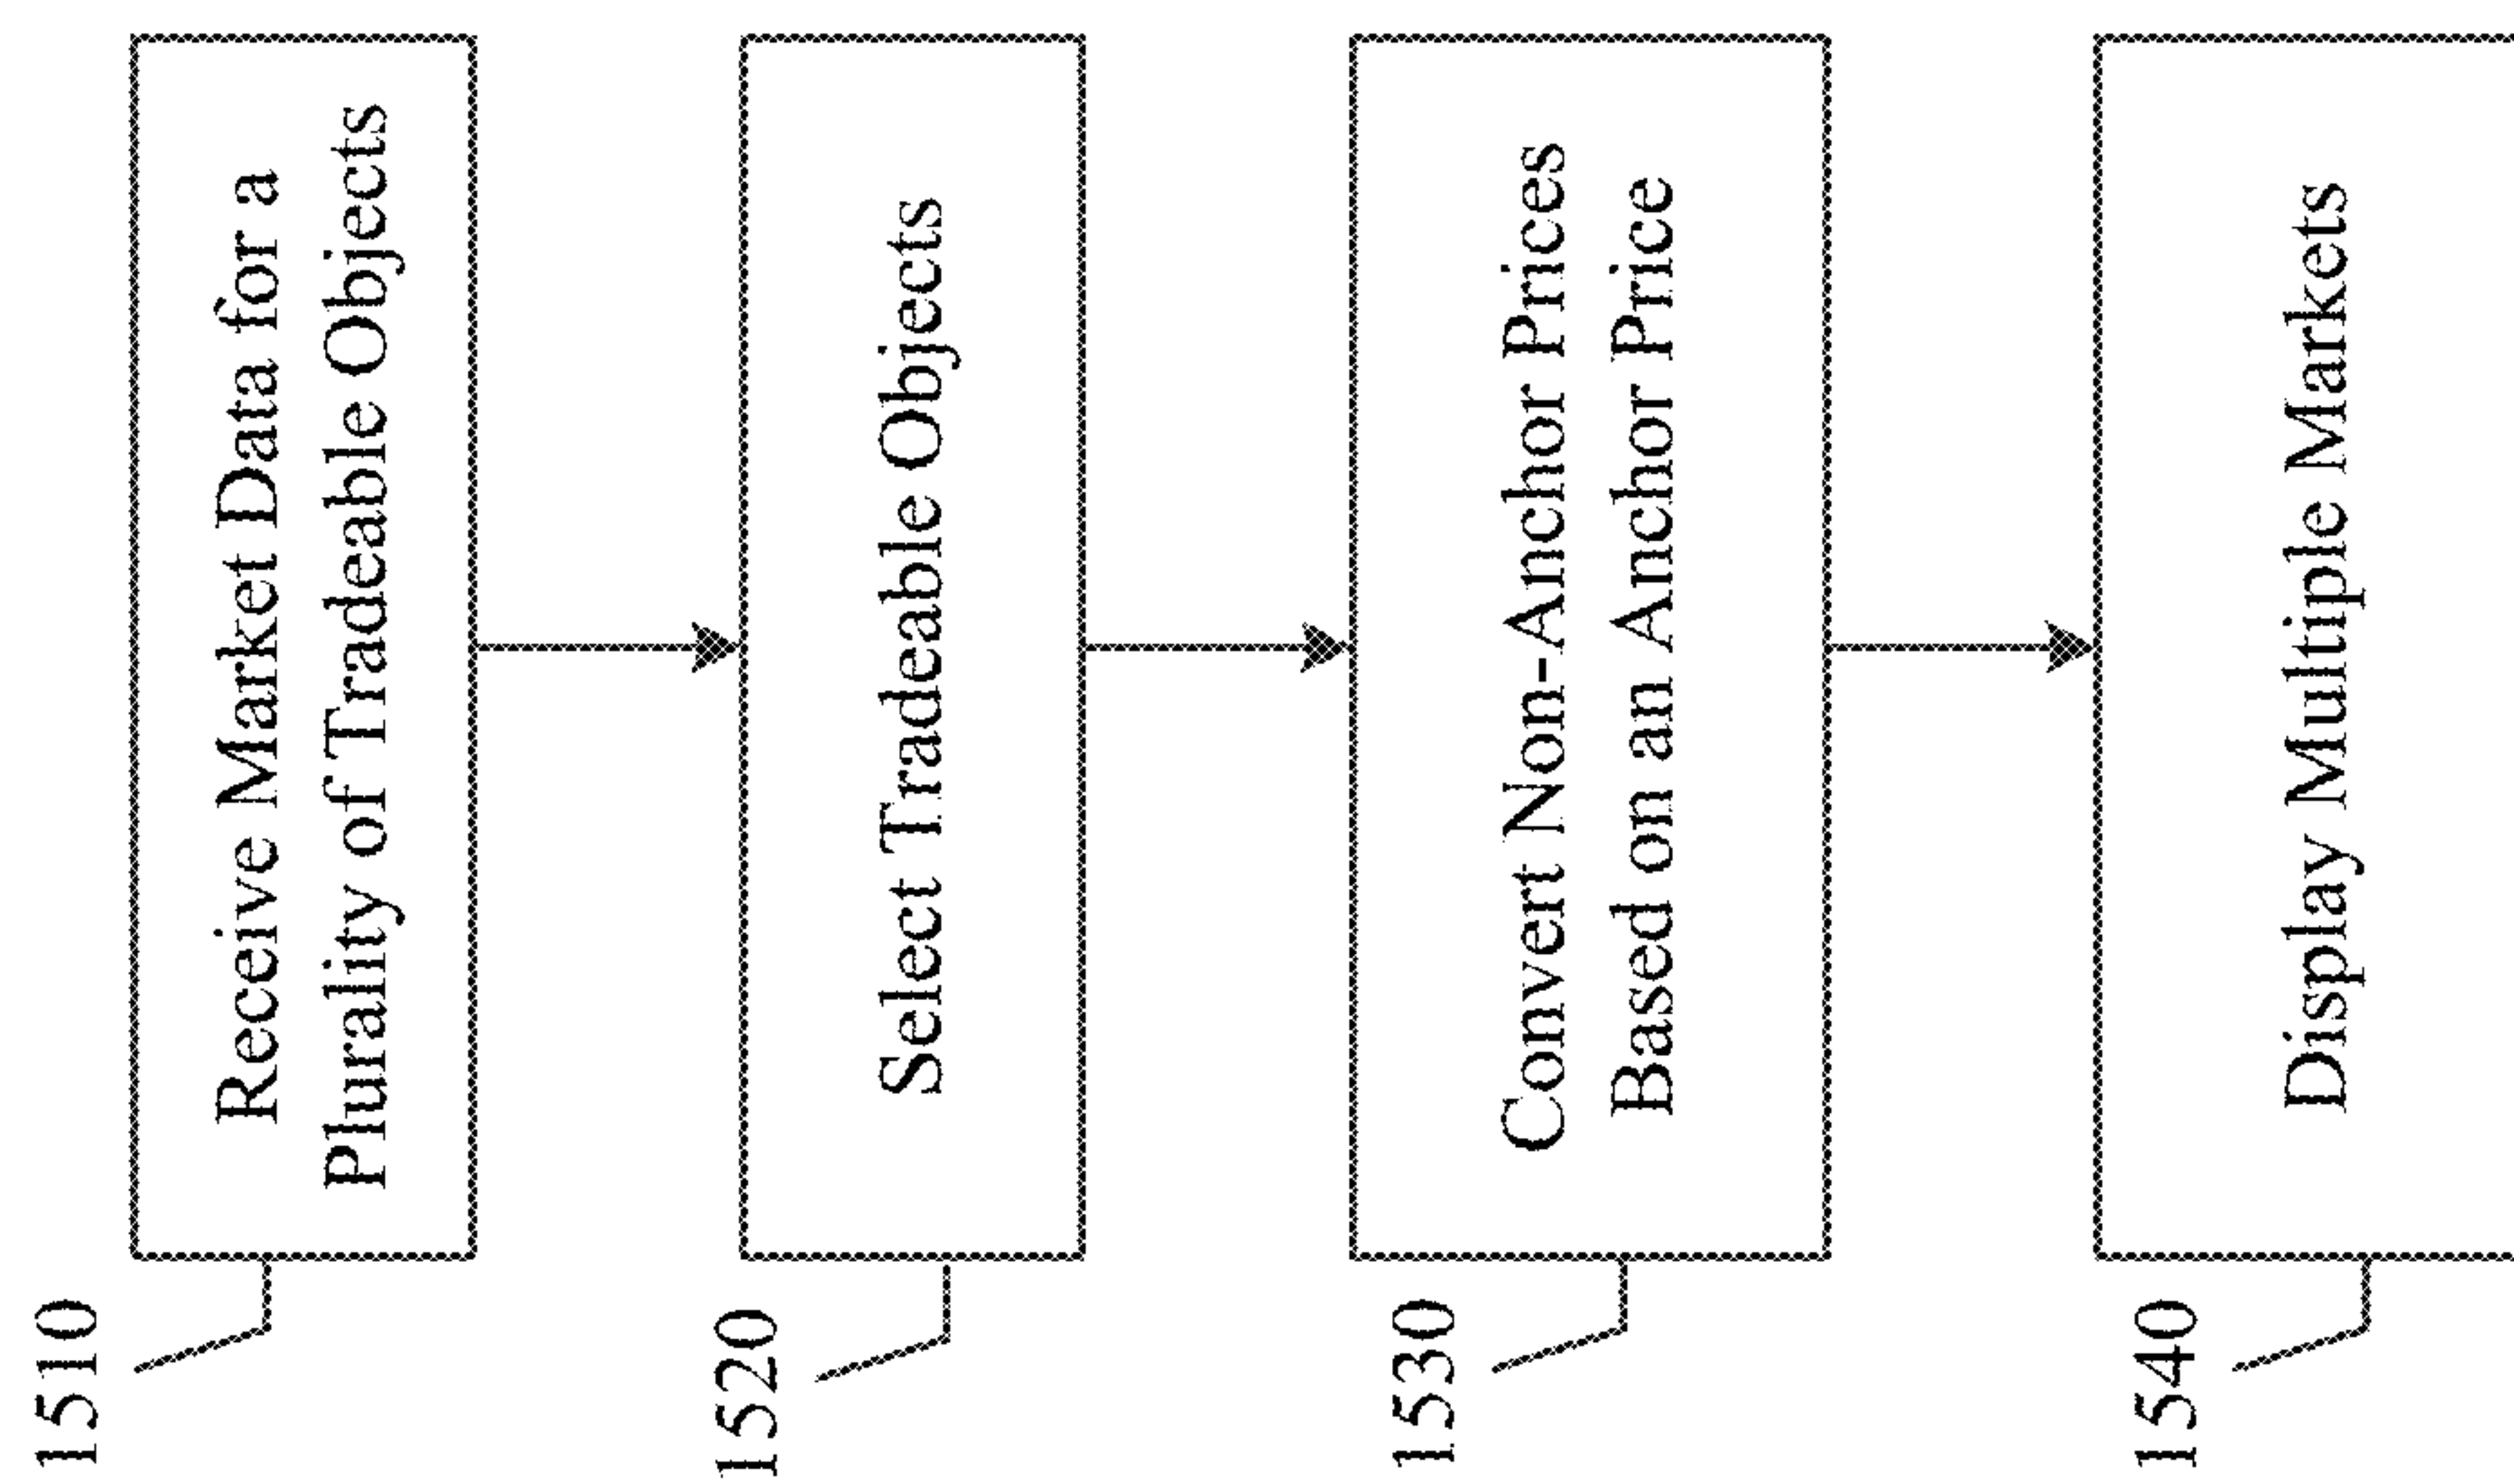 1510
Receive Market Data for a
Plurality of Tradeable Objects
1520
Select Tradeable Objects
1530
Convert Non-Anchor Prices
Based on an Anchor Price
1540
Display Multiple Markets